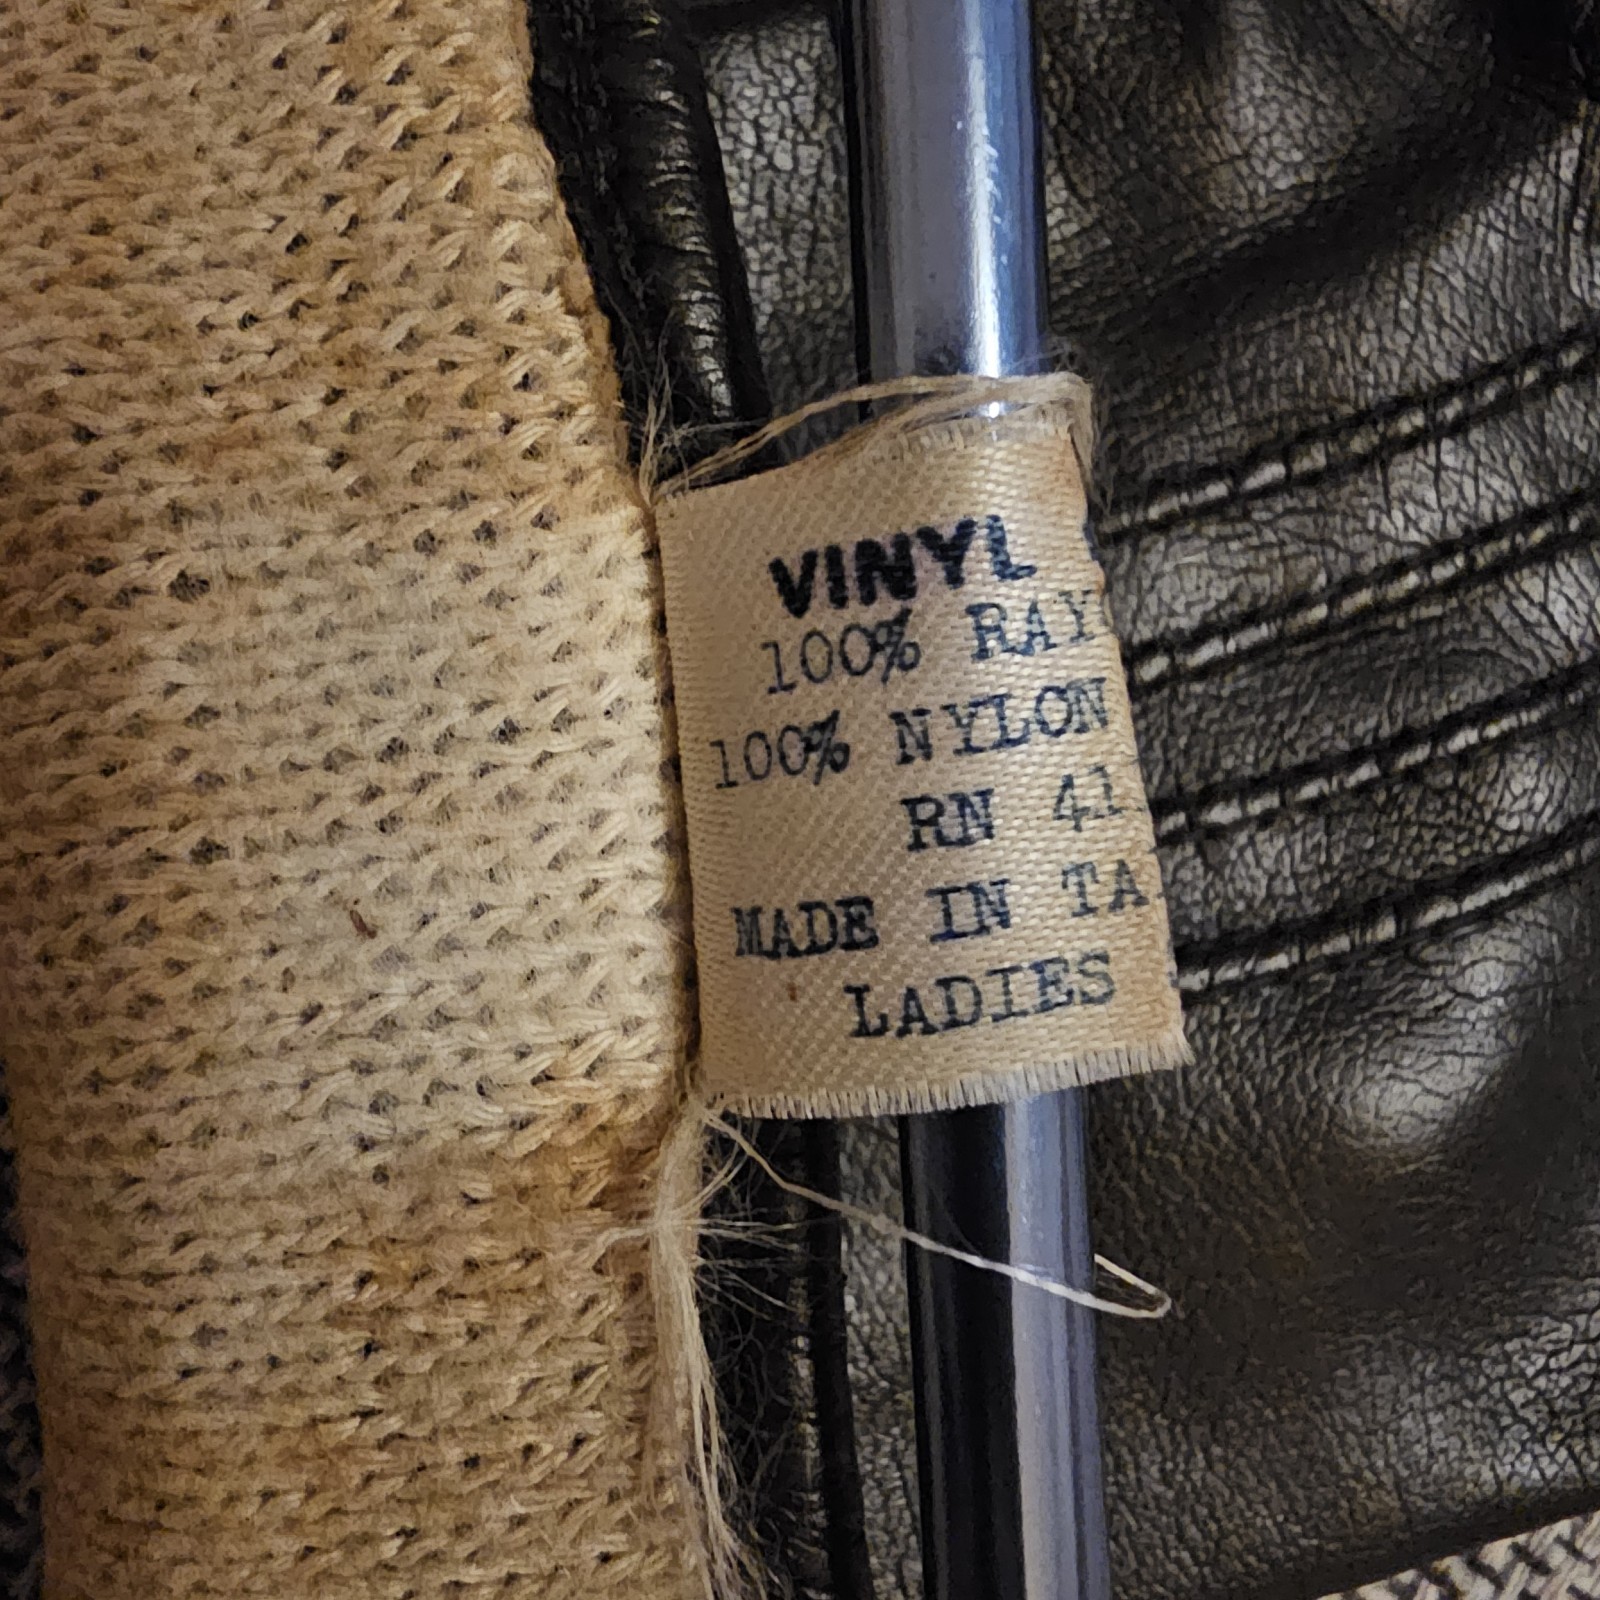 VINYL
100% RAY
100% NYLON
RN 41
MADE IN TA
LADIES